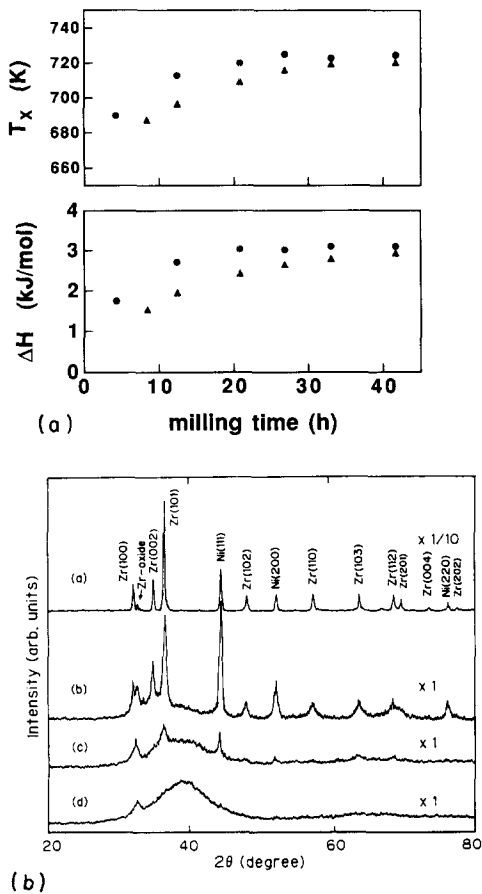 740
720
700
680
660
T_X (K)
4
3
2
1
0
ΔH (kJ/mol)
0 10 20 30 40
milling time (h)
(a)
Zr(100)
Zr-oxide
Zr(002)
Zr(101)
Ni(111)
Zr(102)
Ni(200)
Zr(110)
Zr(103)
Zr(112)
Zr(201)
Zr(004)
Ni(220)
Zr(202)
(a) x 1/10
(b) x 1
(c) x 1
(d) x 1
Intensity (arb. units)
20 40 60 80
2θ (degree)
(b)